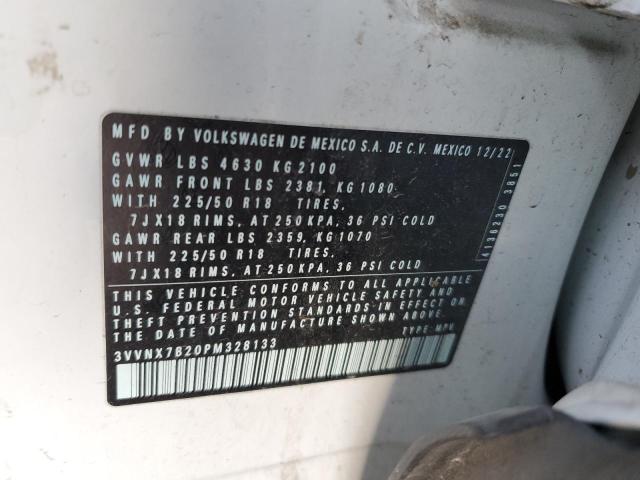 MFD BY VOLKSWAGEN DE MEXICO S.A. DE C.V. MEXICO 12/22
GVWR LBS 4630 KG 2100
GAWR FRONT LBS 2381, KG 1080
WITH 225/50 R18 TIRES,
7JX18 RIMS, AT 250 KPA, 36 PSI COLD
GAWR REAR LBS 2359, KG 1070
WITH 225/50 R18 TIRES,
7JX18 RIMS, AT 250 KPA, 36 PSI COLD
THIS VEHICLE CONFORMS TO ALL APPLICABLE
U.S. FEDERAL MOTOR VEHICLE SAFETY AND
THEFT PREVENTION STANDARDS IN EFFECT ON
THE DATE OF MANUFACTURE SHOWN ABOVE.
3VVNX7B20PM328133 TYPE: MPV
4136230 3851